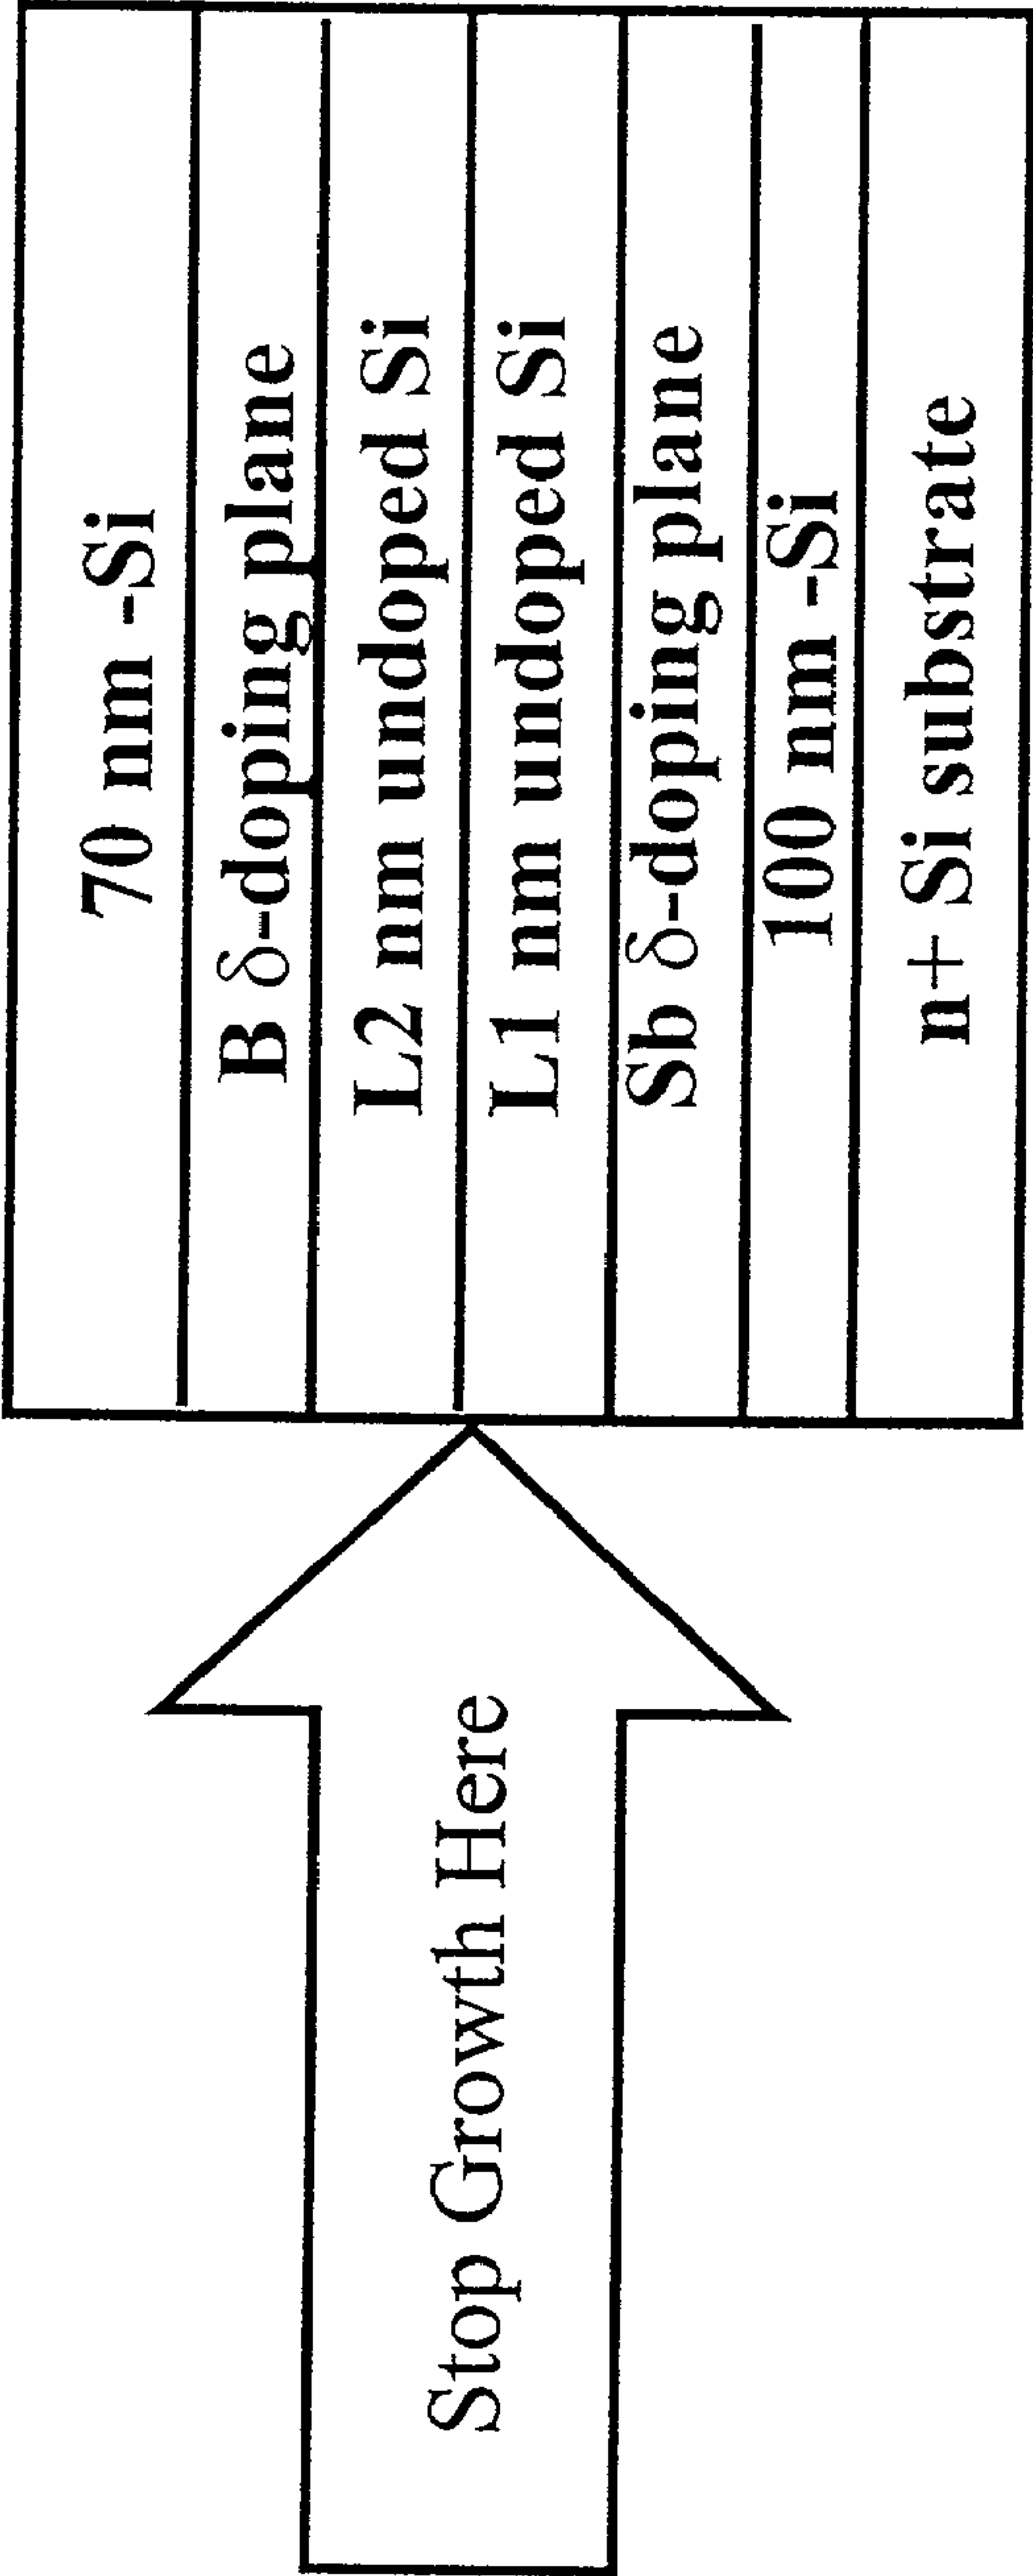 70 nm -Si
B δ-doping plane
L2 nm undoped Si
L1 nm undoped Si
Sb δ-doping plane
100 nm -Si
n+ Si substrate
Stop Growth Here